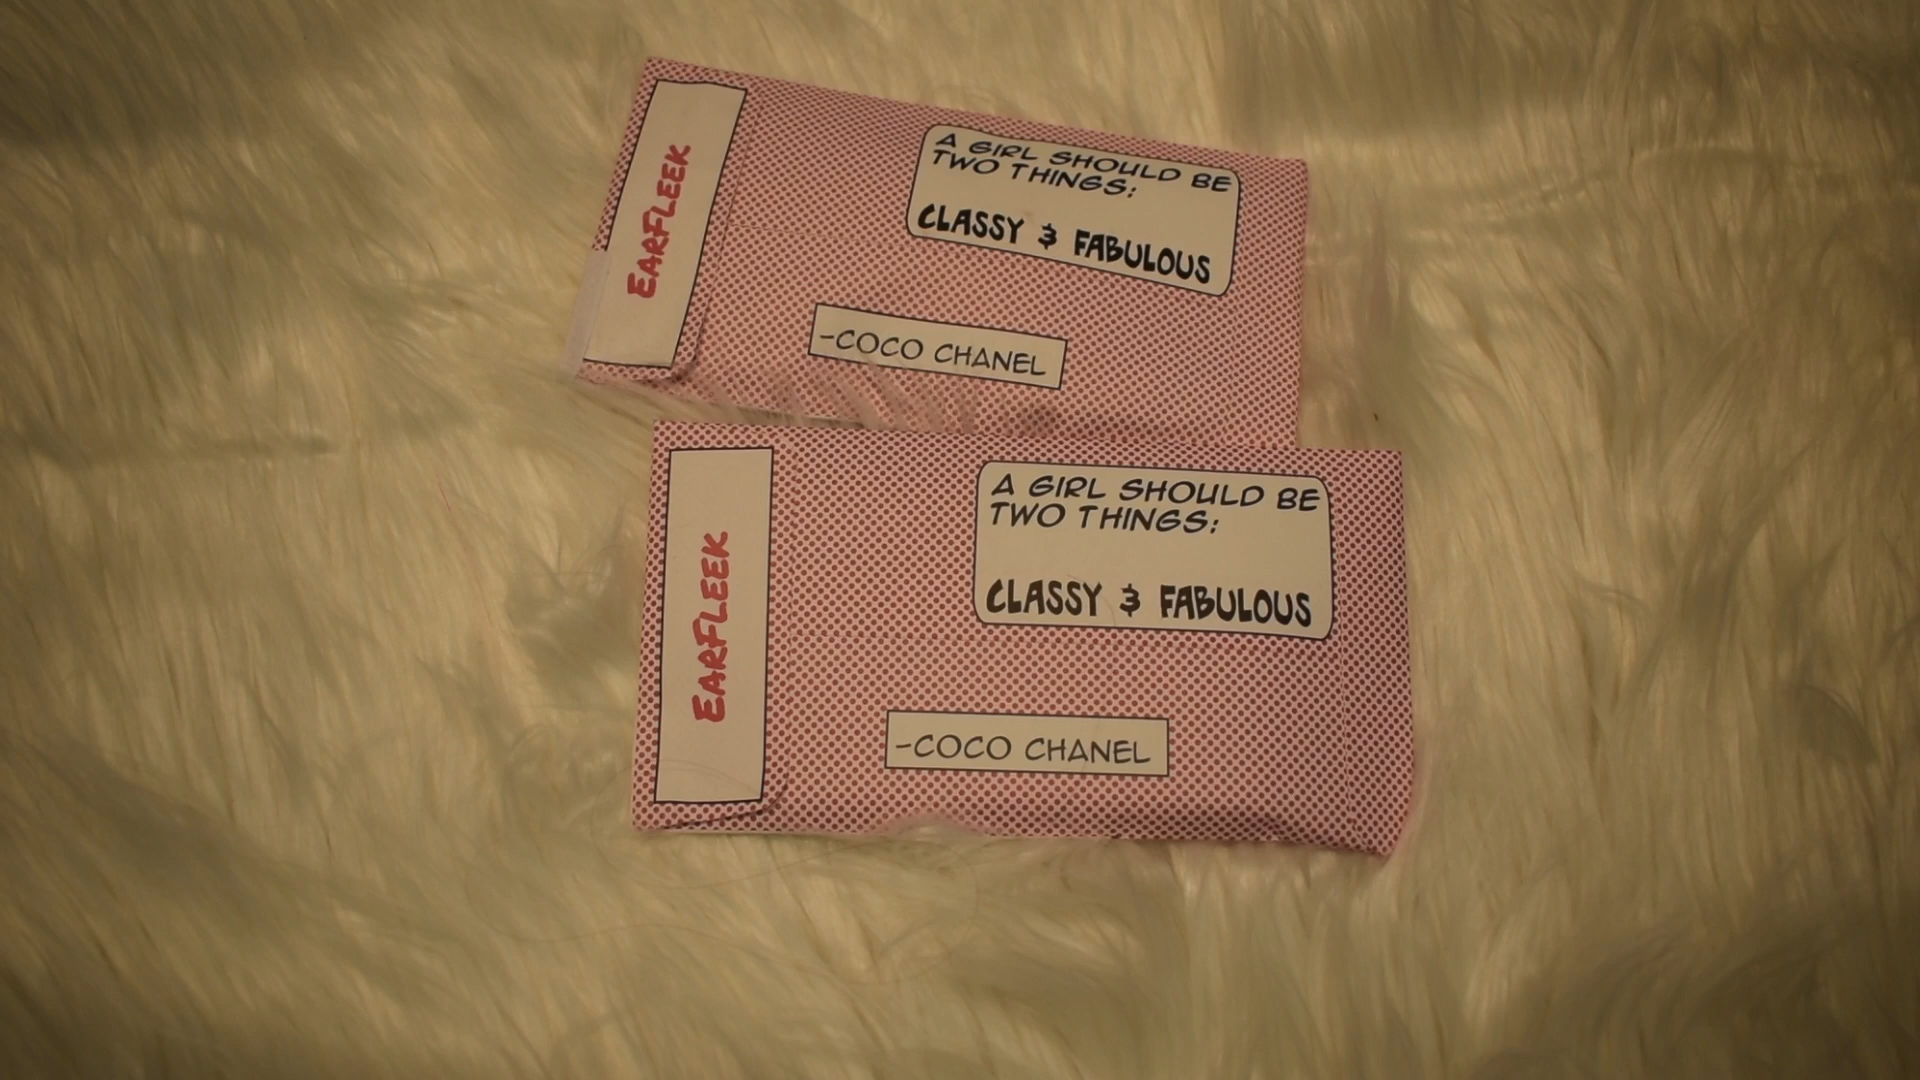 EARFLEEK
A GIRL SHOULD BE
TWO THINGS:
CLASSY & FABULOUS
-COCO CHANEL
EARFLEEK
A GIRL SHOULD BE
TWO THINGS:
CLASSY & FABULOUS
-COCO CHANEL